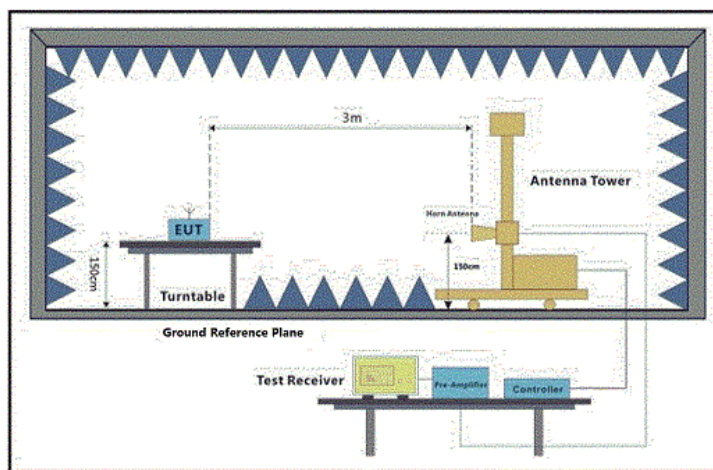 3m
Antenna Tower
Horn Antenna
EUT
150cm
150cm
Turntable
Ground Reference Plane
Test Receiver
Pre-Amplifier
Controller